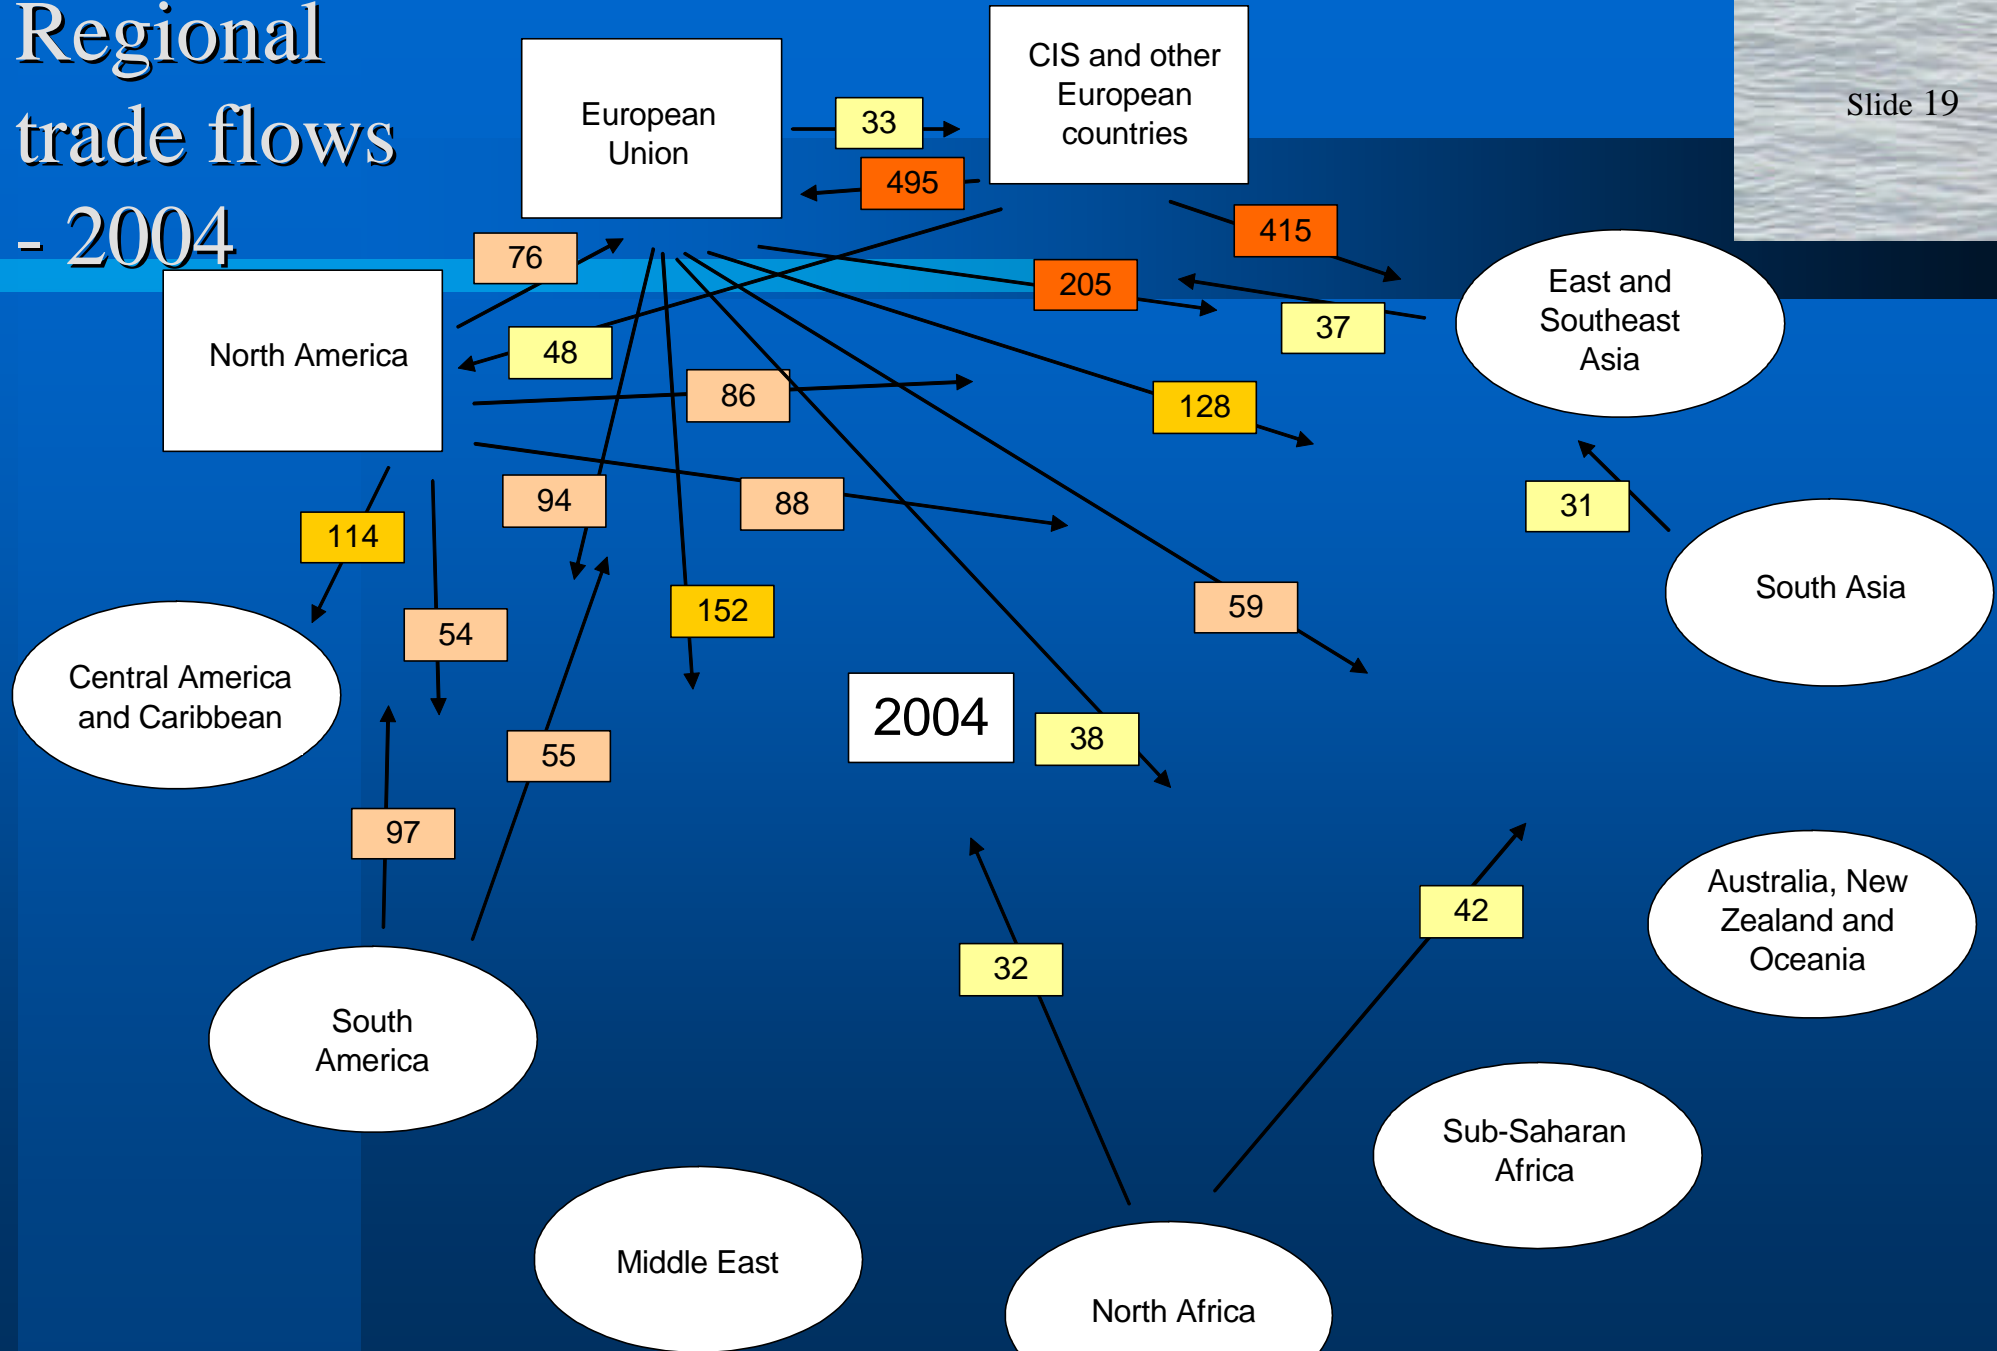 Regional
trade flows
- 2004
Slide 19
European
Union
CIS and other
European
countries
33
495
415
76
205
East and
Southeast
Asia
37
North America
48
86
128
94
88
31
114
South Asia
152
59
54
Central America
and Caribbean
2004
38
55
97
Australia, New
Zealand and
Oceania
42
32
South
America
Sub-Saharan
Africa
Middle East
North Africa